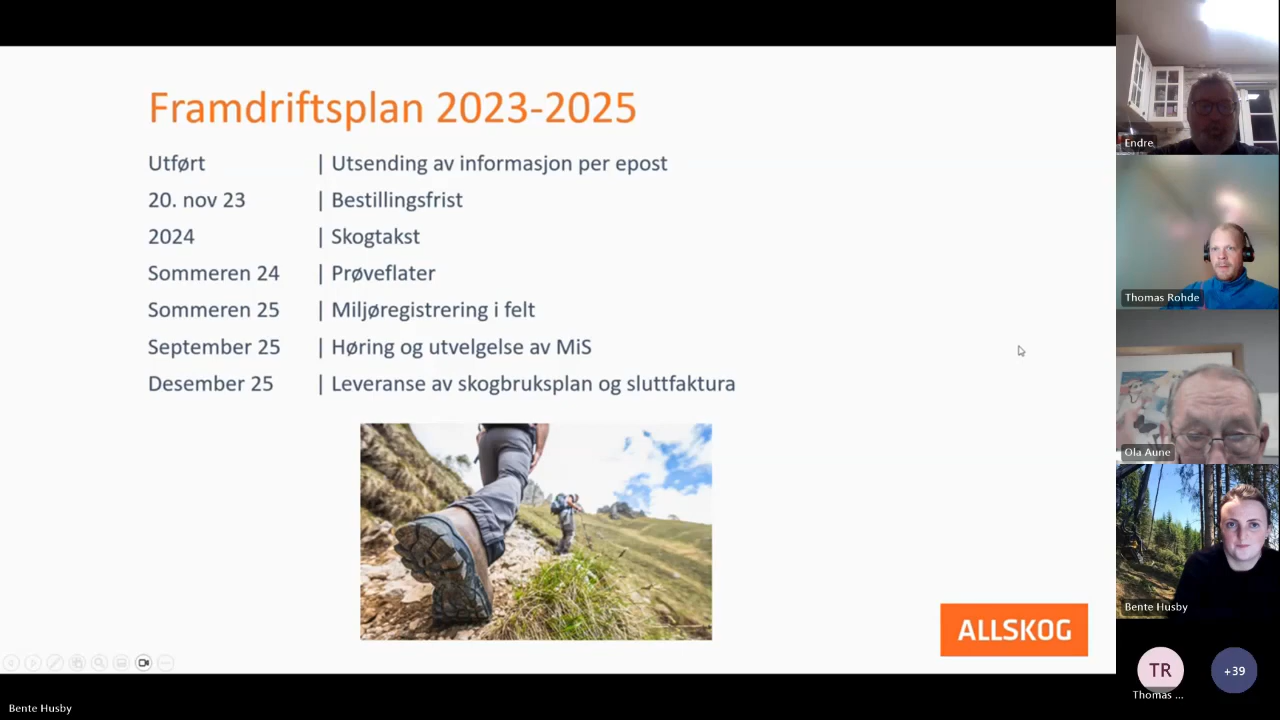 Framdriftsplan 2023-2025
Utført | Utsending av informasjon per epost
20. nov 23 | Bestillingsfrist
2024 | Skogtakst
Sommeren 24 | Prøveflater
Sommeren 25 | Miljøregistrering i felt
September 25 | Høring og utvelgelse av MiS
Desember 25 | Leveranse av skogbruksplan og sluttfaktura
ALLSKOG
Endre
Thomas Rohde
Ola Aune
Bente Husby
TR
Thomas ...
+39
Bente Husby